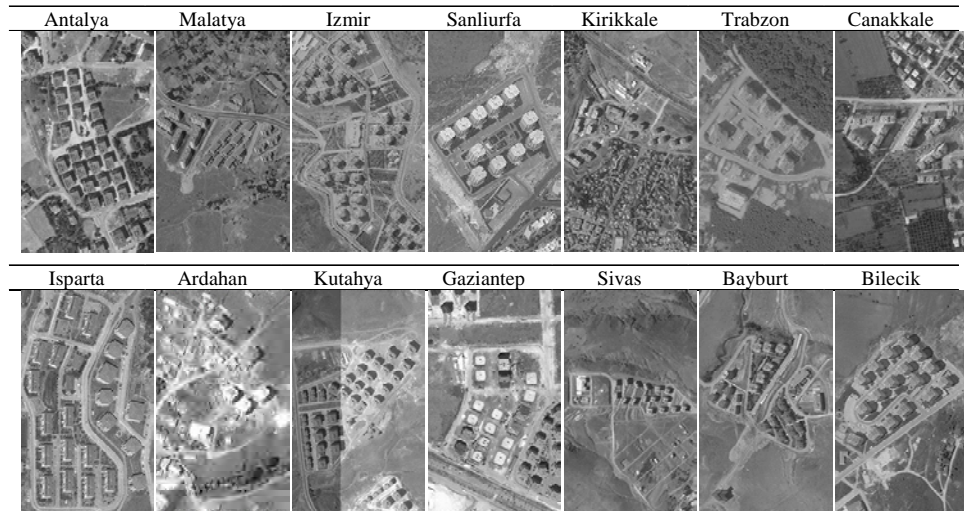 Antalya Malatya Izmir Sanliurfa Kirikkale Trabzon Canakkale
Isparta Ardahan Kutahya Gaziantep Sivas Bayburt Bilecik